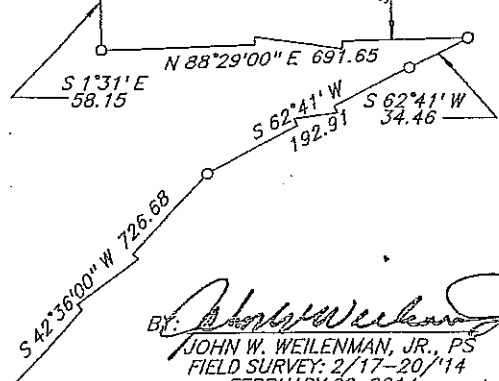 N 88°29'00" E 691.65
S 1°31' E
58.15
S 62°41' W
192.91
S 62°41' W
34.46
S 42°36'00" W 726.68
BY:
JOHN W. WEILENMAN, JR., PS
FIELD SURVEY: 2/17-20/'14